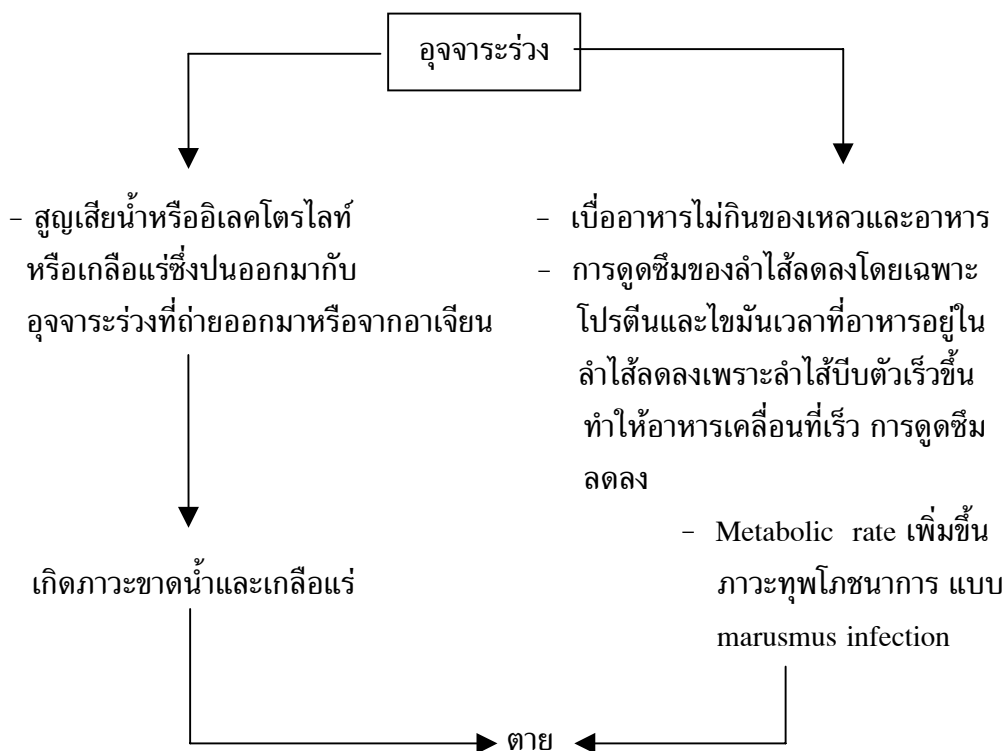 อุจจาระร่วง
- สูญเสียน้ำหรืออิเลคโตรไลท์
หรือเกลือแร่ซึ่งปนออกมากับ
อุจจาระร่วงที่ถ่ายออกมาหรือจากอาเจียน
เกิดภาวะขาดน้ำและเกลือแร่
- เบื่ออาหารไม่กินของเหลวและอาหาร
- การดูดซึมของลำไส้ลดลงโดยเฉพาะ
โปรตีนและไขมันเวลาที่อาหารอยู่ใน
ลำไส้ลดลงเพราะลำไส้บีบตัวเร็วขึ้น
ทำให้อาหารเคลื่อนที่เร็ว การดูดซึม
ลดลง
- Metabolic rate เพิ่มขึ้น
ภาวะทุพโภชนาการ แบบ
marusmus infection
ตาย